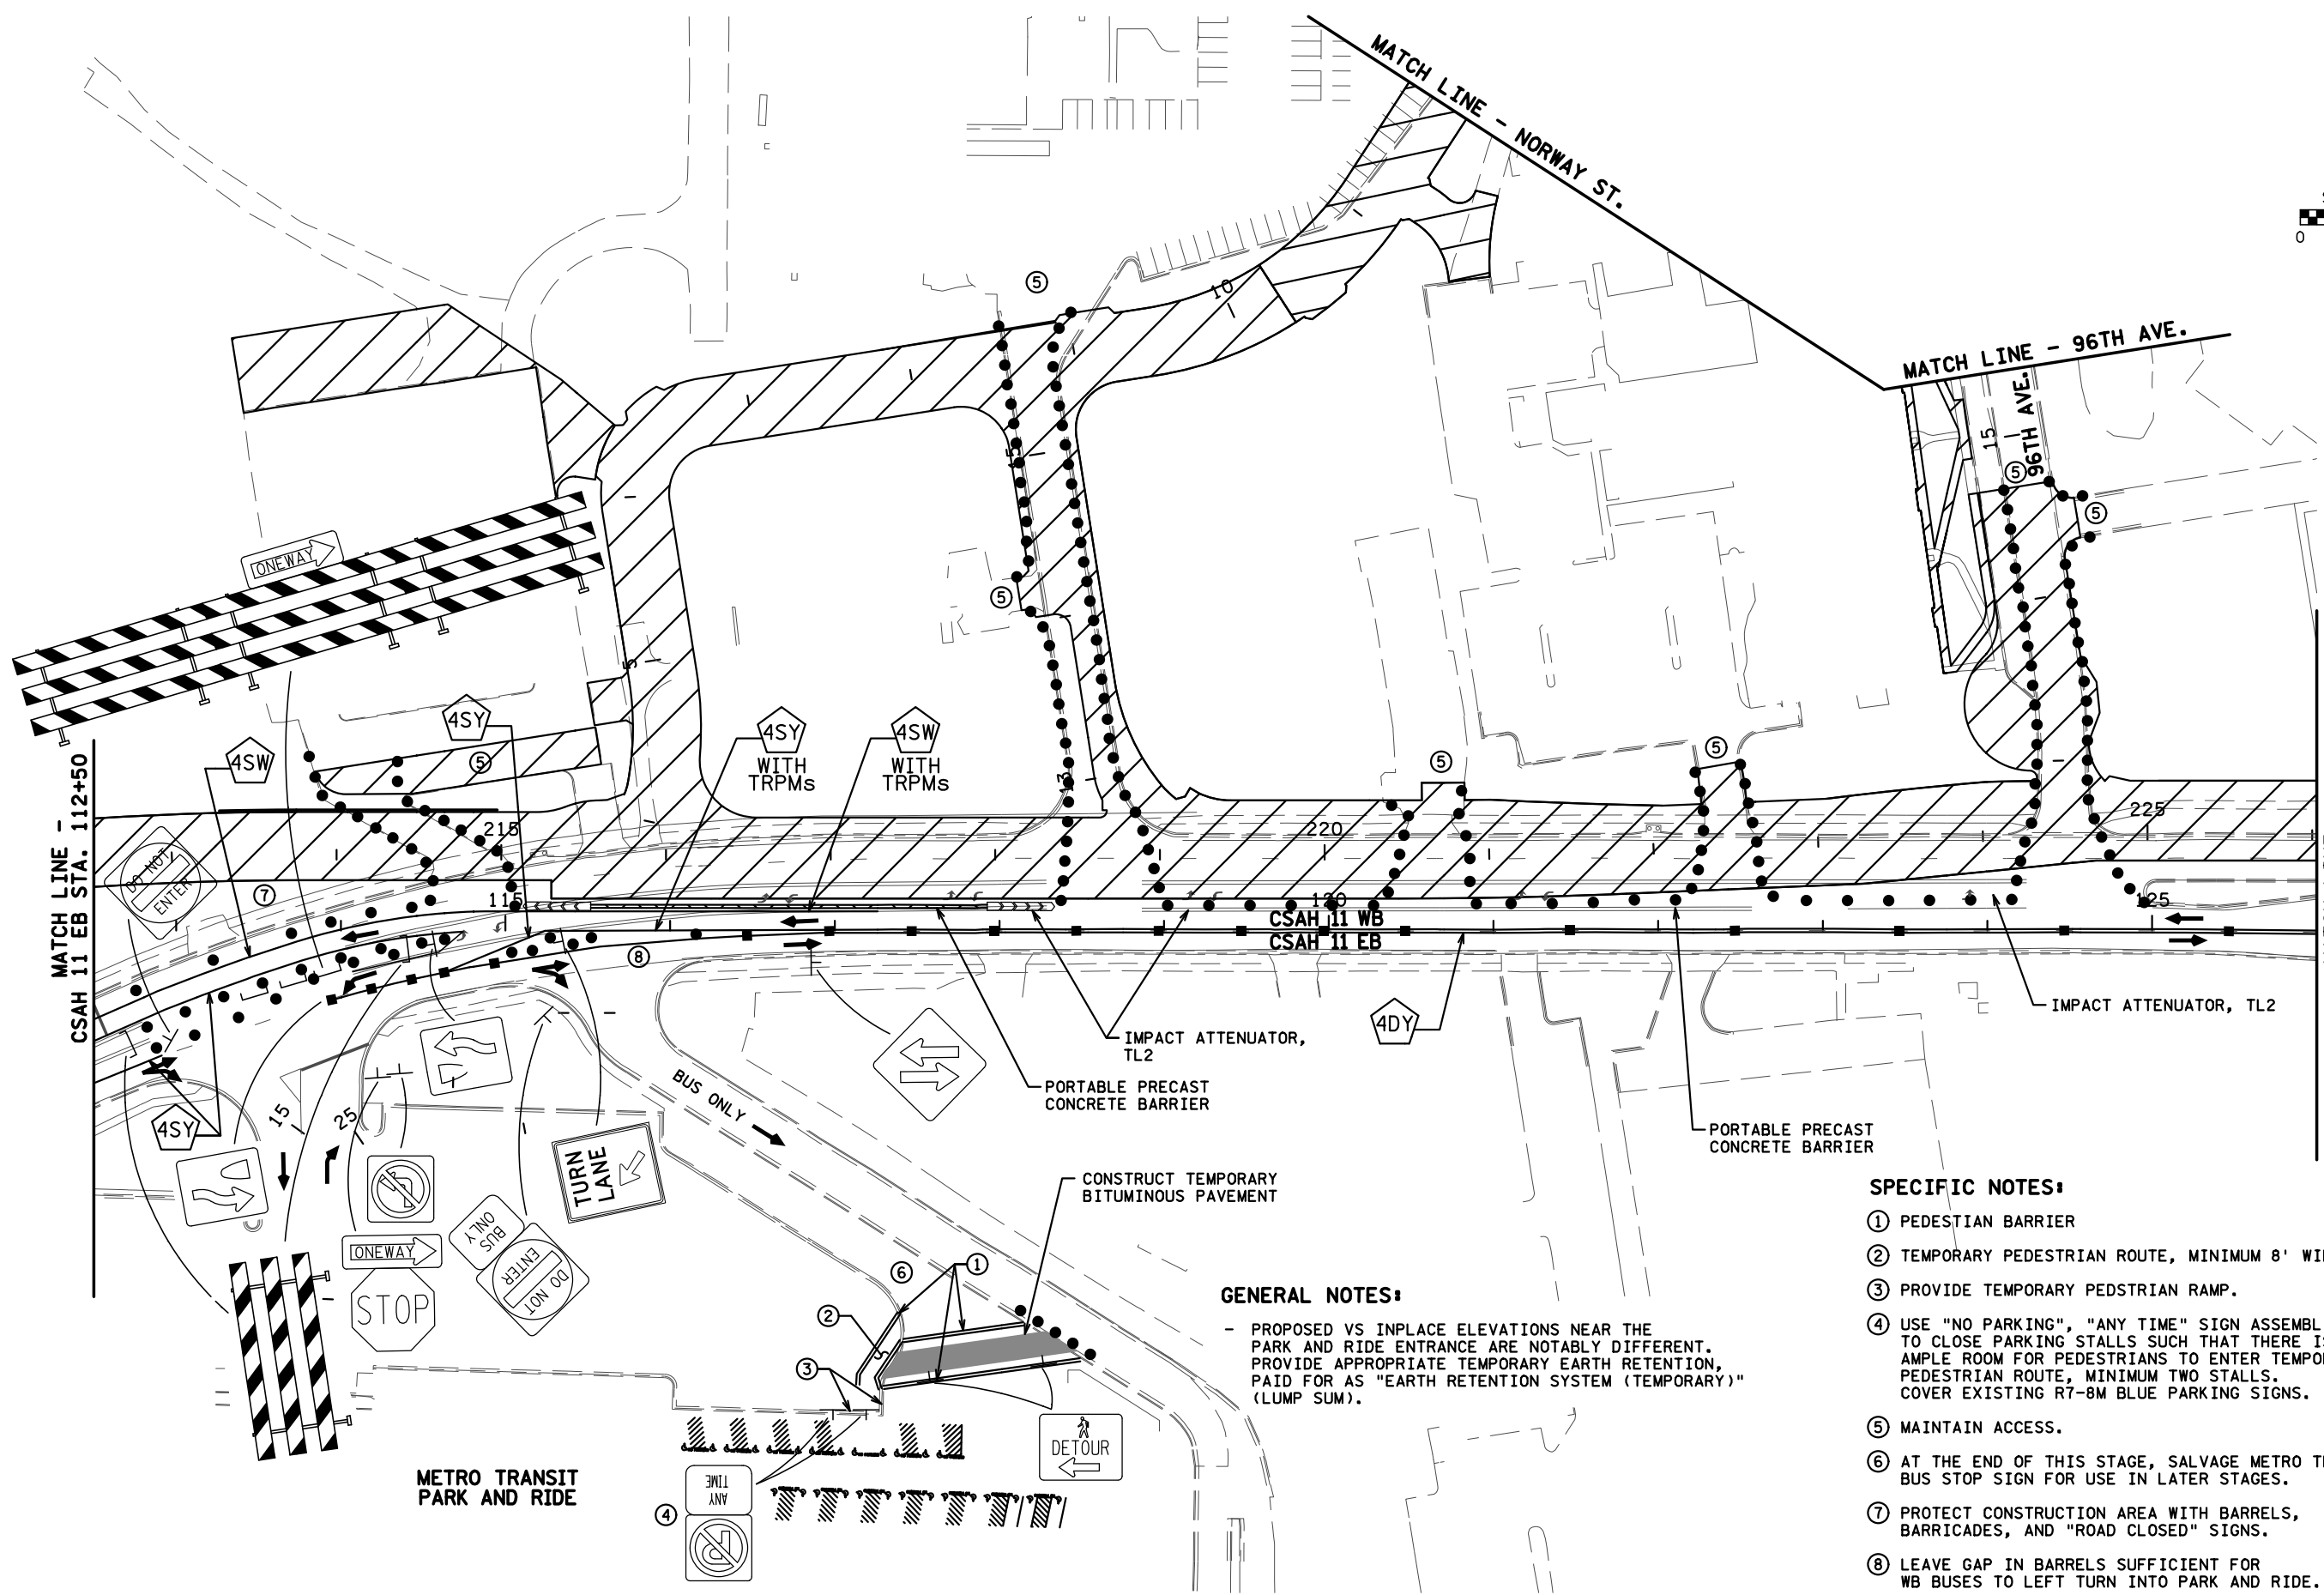 MATCH LINE - NORWAY ST.
0
MATCH LINE - 96TH AVE.
96TH AVE.
15
5
10
5
5
ONEWAY
15
5
5
5
4SY
4SW
4SY
WITH
TRPMs
4SW
WITH
TRPMs
5
5
5
13
MATCH LINE -
CSAH 11 EB STA. 112+50
215
220
225
DO NOT
ENTER
7
115
120
125
CSAH 11 WB
CSAH 11 EB
8
4DY
IMPACT ATTENUATOR, TL2
IMPACT ATTENUATOR,
TL2
PORTABLE PRECAST
CONCRETE BARRIER
PORTABLE PRECAST
CONCRETE BARRIER
BUS ONLY
4SY
15
25
TURN
LANE
BUS
ONLY
DO NOT
ENTER
ONEWAY
STOP
CONSTRUCT TEMPORARY
BITUMINOUS PAVEMENT
6
1
2
3
DETOUR
METRO TRANSIT
PARK AND RIDE
ANY
TIME
4
P
GENERAL NOTES:
- PROPOSED VS INPLACE ELEVATIONS NEAR THE
PARK AND RIDE ENTRANCE ARE NOTABLY DIFFERENT.
PROVIDE APPROPRIATE TEMPORARY EARTH RETENTION,
PAID FOR AS "EARTH RETENTION SYSTEM (TEMPORARY)"
(LUMP SUM).
SPECIFIC NOTES:
1 PEDESTIAN BARRIER
2 TEMPORARY PEDESTRIAN ROUTE, MINIMUM 8'
3 PROVIDE TEMPORARY PEDSTRIAN RAMP.
4 USE "NO PARKING", "ANY TIME" SIGN
TO CLOSE PARKING STALLS SUCH THAT THERE
AMPLE ROOM FOR PEDESTRIANS TO ENTER
PEDESTRIAN ROUTE, MINIMUM TWO STALLS.
COVER EXISTING R7-8M BLUE PARKING SIGNS.
5 MAINTAIN ACCESS.
6 AT THE END OF THIS STAGE, SALVAGE METRO
BUS STOP SIGN FOR USE IN LATER STAGES.
7 PROTECT CONSTRUCTION AREA WITH BARRELS,
BARRICADES, AND "ROAD CLOSED" SIGNS.
8 LEAVE GAP IN BARRELS SUFFICIENT FOR
WB BUSES TO LEFT TURN INTO PARK AND RIDE.